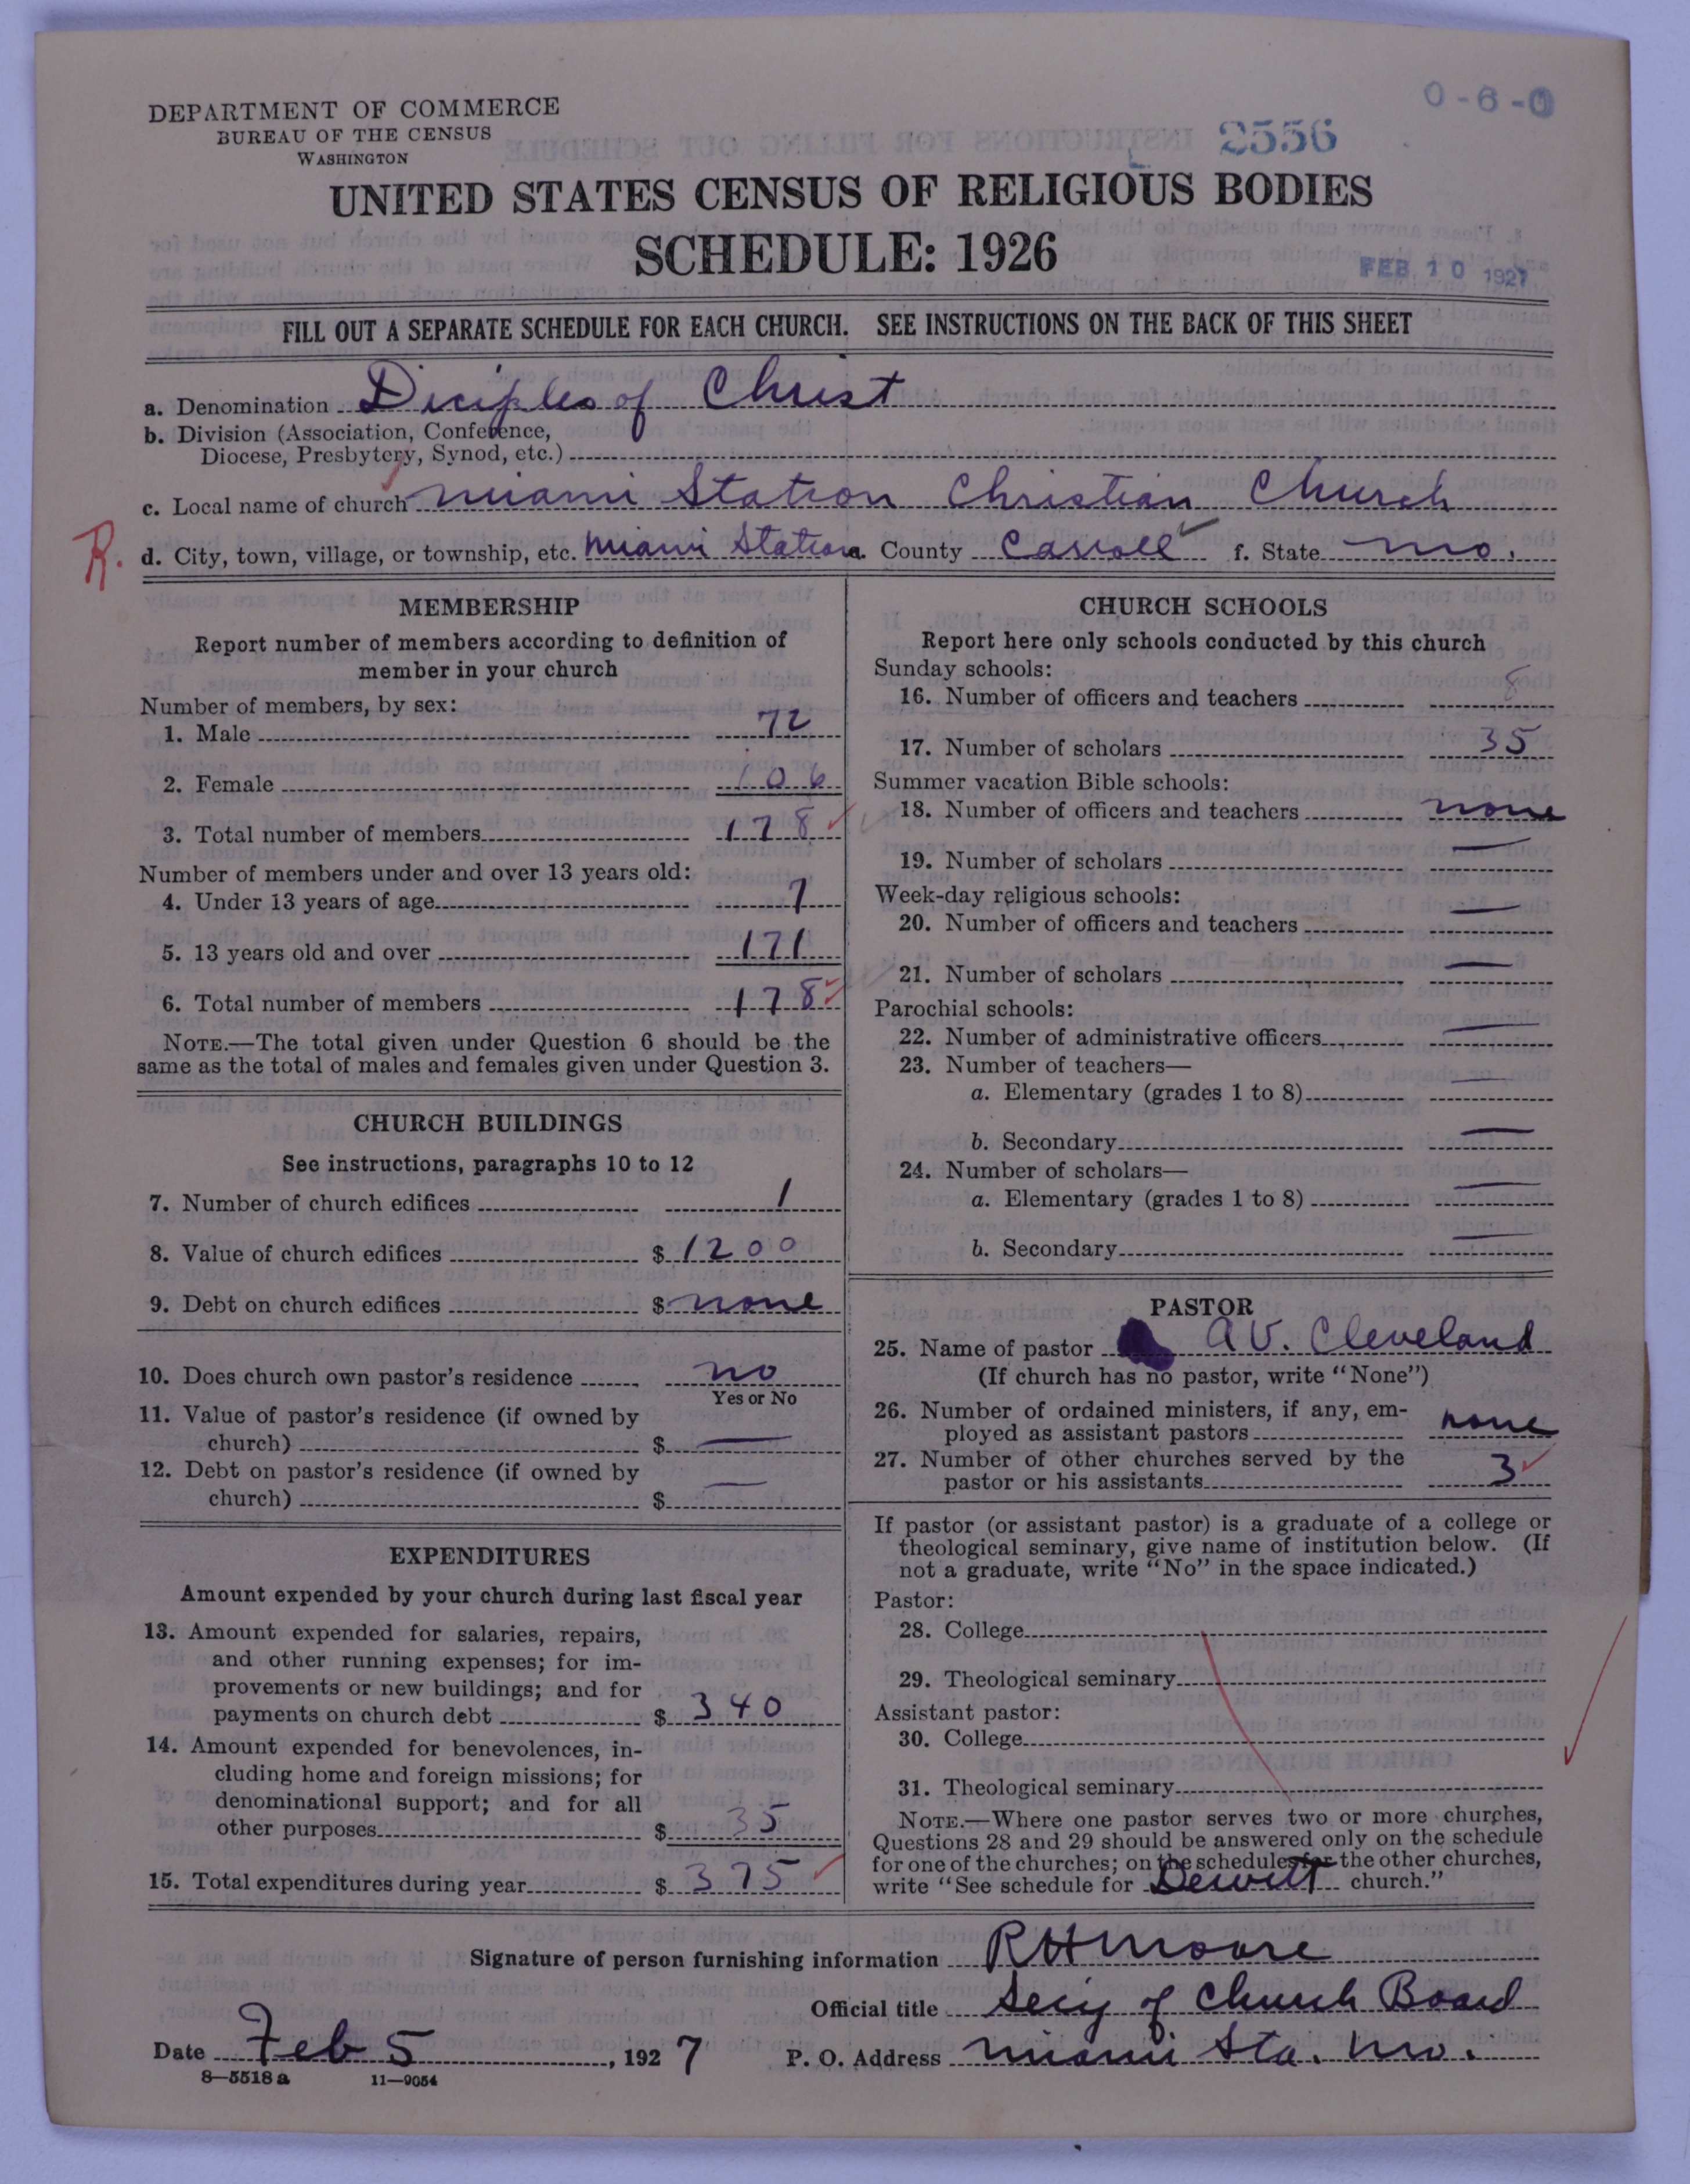 0-6-0
DEPARTMENT OF COMMERCE
BUREAU OF THE CENSUS
WASHINGTON
2556
UNITED STATES CENSUS OF RELIGIOUS BODIES
SCHEDULE: 1926
FEB 10 1927
FILL OUT A SEPARATE SCHEDULE FOR EACH CHURCH. SEE INSTRUCTIONS ON THE BACK OF THIS SHEET
a. Denomination Diciples of Christ
b. Division (Association, Conference,
Diocese, Presbytery, Synod, etc.)
c. Local name of church Miami Station Christian Church
R. d. City, town, village, or township, etc. Miami Station e. County Carroll f. State Mo.
MEMBERSHIP
Report number of members according to definition of
member in your church
Number of members, by sex:
1. Male 72
2. Female 106
3. Total number of members 178
Number of members under and over 13 years old:
4. Under 13 years of age 7
5. 13 years old and over 171
6. Total number of members 178
NOTE.—The total given under Question 6 should be the
same as the total of males and females given under Question 3.
CHURCH BUILDINGS
See instructions, paragraphs 10 to 12
7. Number of church edifices 1
8. Value of church edifices $ 1200
9. Debt on church edifices $ none
10. Does church own pastor's residence no
Yes or No
11. Value of pastor's residence (if owned by
church) $ —
12. Debt on pastor's residence (if owned by
church) $ —
EXPENDITURES
Amount expended by your church during last fiscal year
13. Amount expended for salaries, repairs,
and other running expenses; for im-
provements or new buildings; and for
payments on church debt $ 340
14. Amount expended for benevolences, in-
cluding home and foreign missions; for
denominational support; and for all
other purposes $ 35
15. Total expenditures during year $ 375
CHURCH SCHOOLS
Report here only schools conducted by this church
Sunday schools:
16. Number of officers and teachers 8
17. Number of scholars 35
Summer vacation Bible schools:
18. Number of officers and teachers none
19. Number of scholars —
Week-day religious schools:
20. Number of officers and teachers —
21. Number of scholars —
Parochial schools:
22. Number of administrative officers —
23. Number of teachers—
a. Elementary (grades 1 to 8) —
b. Secondary —
24. Number of scholars—
a. Elementary (grades 1 to 8) —
b. Secondary —
PASTOR
25. Name of pastor A V. Cleveland
(If church has no pastor, write "None")
26. Number of ordained ministers, if any, em-
ployed as assistant pastors none
27. Number of other churches served by the
pastor or his assistants 3
If pastor (or assistant pastor) is a graduate of a college or
theological seminary, give name of institution below. (If
not a graduate, write "No" in the space indicated.)
Pastor:
28. College
29. Theological seminary
Assistant pastor:
30. College
31. Theological seminary
NOTE.—Where one pastor serves two or more churches,
Questions 28 and 29 should be answered only on the schedule
for one of the churches; on the schedules for the other churches,
write "See schedule for Dewitt church."
Signature of person furnishing information R H Moore
Official title Secy of Church Board
Date Feb 5, 1927 P. O. Address Miami Sta. Mo.
8—5518a 11—9054